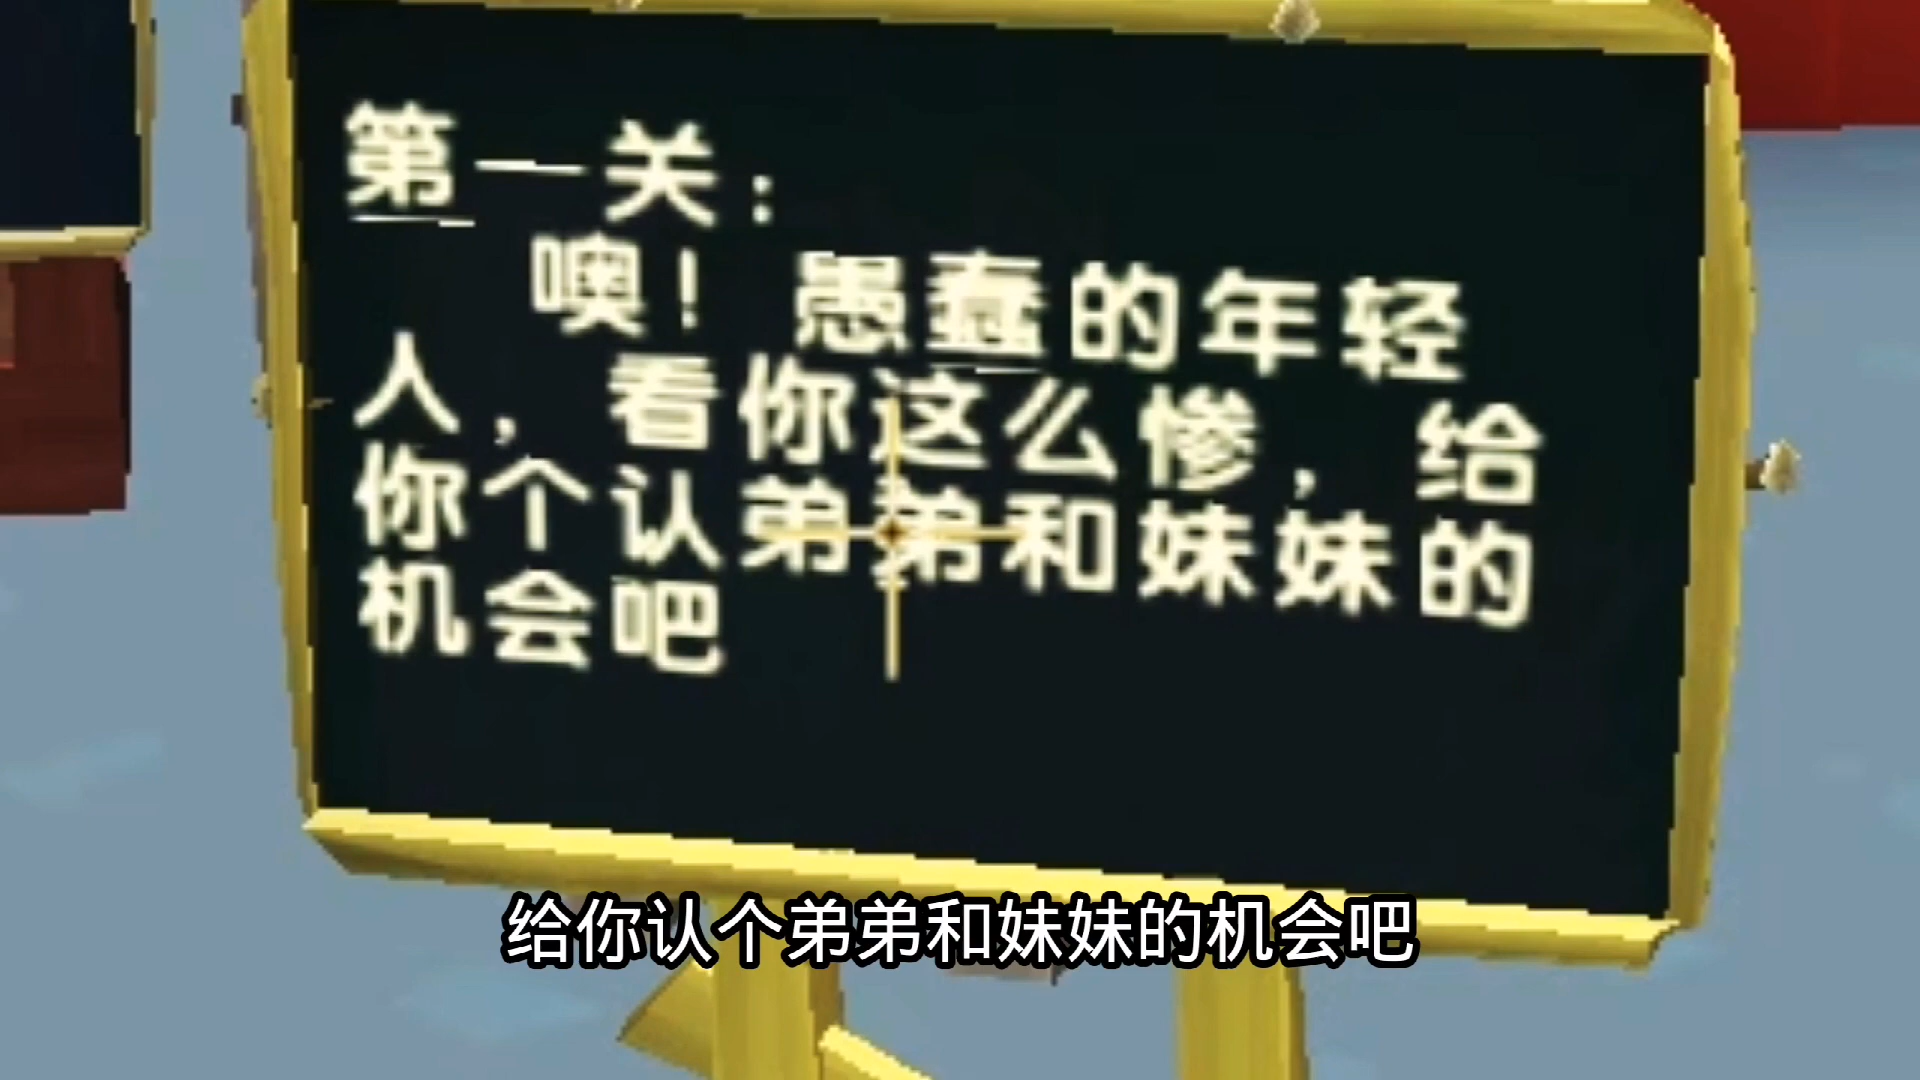 第一关：
噢！愚蠢的年轻
人，看你这么惨，给
你个认弟弟和妹妹的
机会吧
给你认个弟弟和妹妹的机会吧